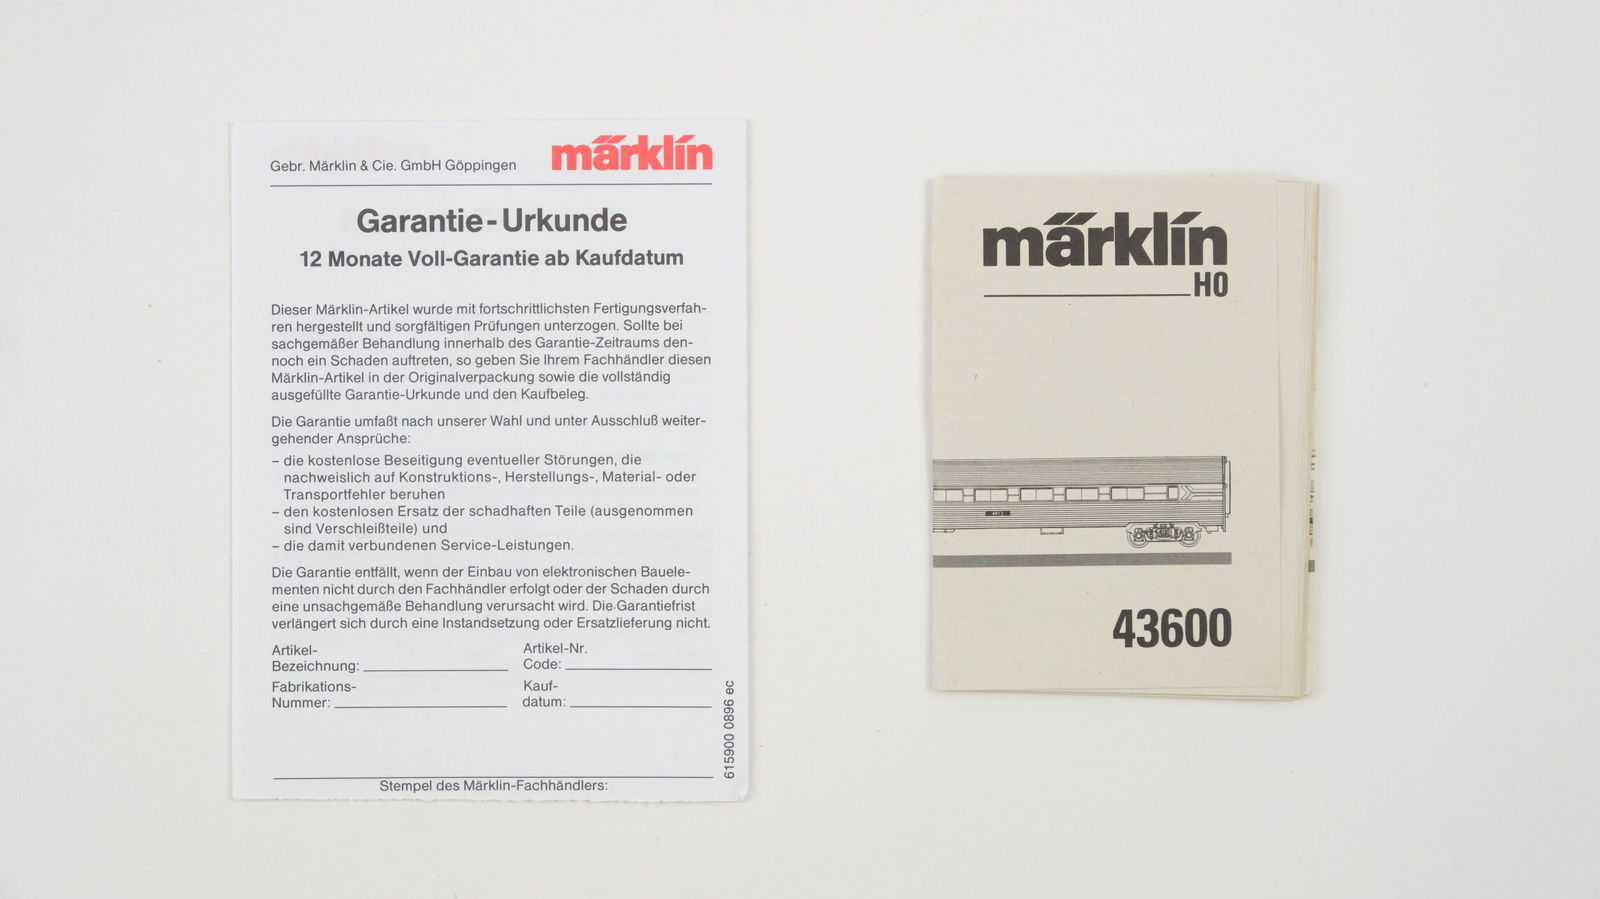 Gebr. Märklin & Cie. GmbH Göppingen
märklin
Garantie-Urkunde
12 Monate Voll-Garantie ab Kaufdatum
Dieser Märklin-Artikel wurde mit fortschrittlichsten Fertigungsverfah-
ren hergestellt und sorgfältigen Prüfungen unterzogen. Sollte bei
sachgemäßer Behandlung innerhalb des Garantie-Zeitraums den-
noch ein Schaden auftreten, so geben Sie Ihrem Fachhändler diesen
Märklin-Artikel in der Originalverpackung sowie die vollständig
ausgefüllte Garantie-Urkunde und den Kaufbeleg.
Die Garantie umfaßt nach unserer Wahl und unter Ausschluß weiter-
gehender Ansprüche:
– die kostenlose Beseitigung eventueller Störungen, die
nachweislich auf Konstruktions-, Herstellungs-, Material- oder
Transportfehler beruhen
– den kostenlosen Ersatz der schadhaften Teile (ausgenommen
sind Verschleißteile) und
– die damit verbundenen Service-Leistungen.
Die Garantie entfällt, wenn der Einbau von elektronischen Bauele-
menten nicht durch den Fachhändler erfolgt oder der Schaden durch
eine unsachgemäße Behandlung verursacht wird. Die Garantiefrist
verlängert sich durch eine Instandsetzung oder Ersatzlieferung nicht.
Artikel-
Bezeichnung:
Artikel-Nr.
Code:
Fabrikations-
Nummer:
Kauf-
datum:
Stempel des Märklin-Fachhändlers:
615900 0896 ec
märklin
H0
43600